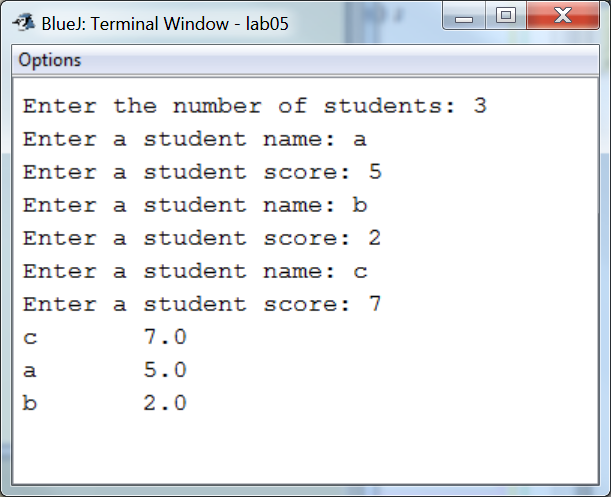 BlueJ: Terminal Window - lab05
Options
Enter the number of students: 3
Enter a student name: a
Enter a student score: 5
Enter a student name: b
Enter a student score: 2
Enter a student name: c
Enter a student score: 7
c       7.0
a       5.0
b       2.0